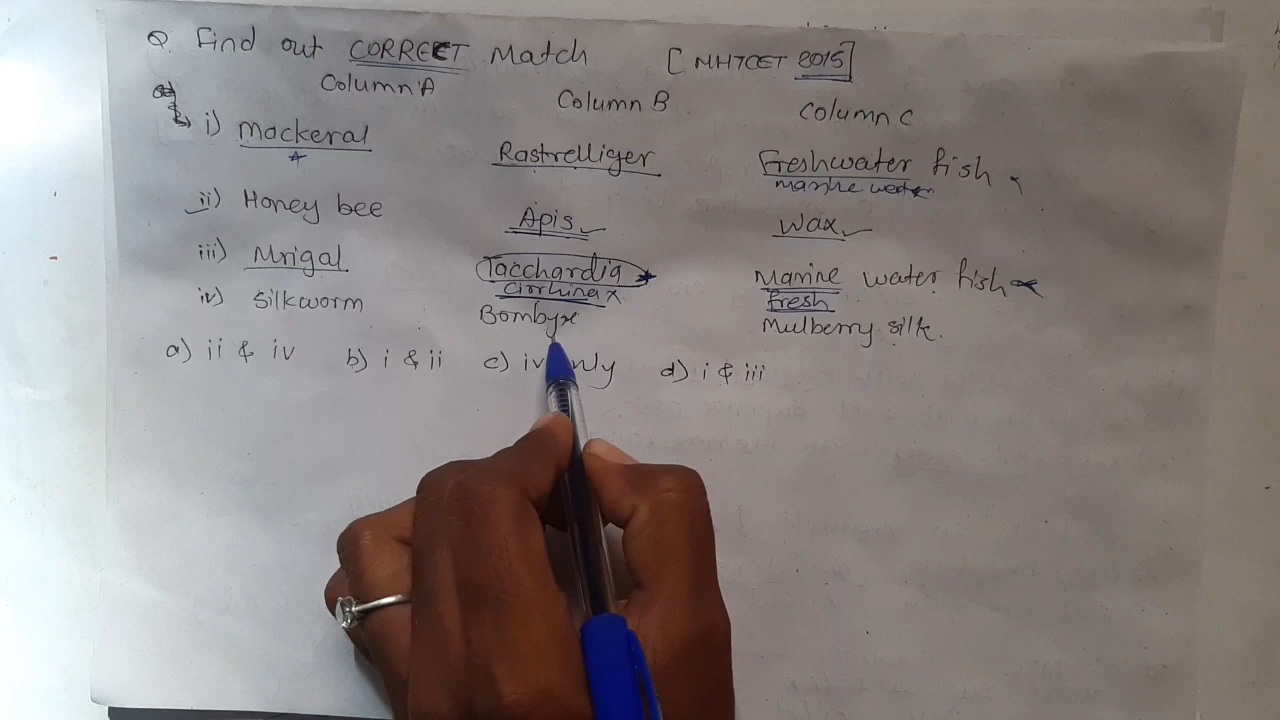 Q. Find out CORRECT Match [MHTCET 2015]
Column A Column B Column C
i) Mackeral Rastrelliger Freshwater fish
marine water
ii) Honey bee Apis Wax
iii) Mrigal Tacchardia Marine water fish
Cirrhina Fresh
iv) Silkworm Bombyx Mulberry silk.
a) ii & iv b) i & ii c) iv only d) i & iii